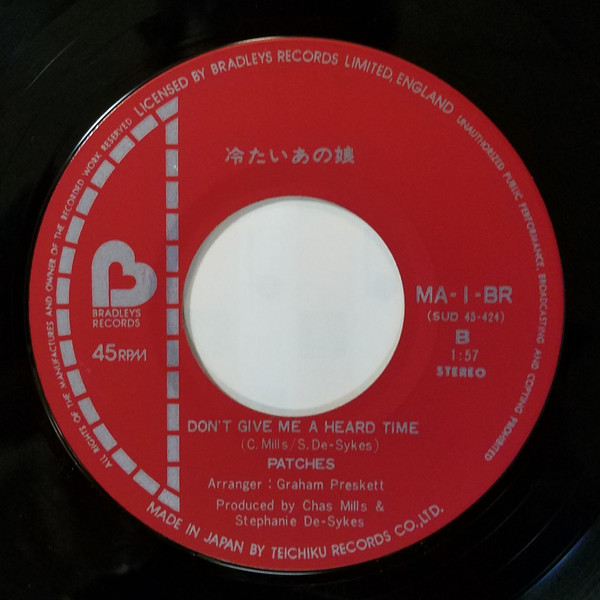 LICENSED BY BRADLEYS RECORDS LIMITED, ENGLAND
UNAUTHORIZED PUBLIC PERFORMANCE, BROADCASTING AND COPYING PROHIBITED
ALL RIGHTS OF THE MANUFACTURES AND OWNER OF THE RECORDED WORK RESERVED
冷たいあの娘
B
BRADLEYS
RECORDS
45RPM
MA-1-BR
(SUD 45-424)
B
1:57
STEREO
DON'T GIVE ME A HEARD TIME
(C. Mills/S. De-Sykes)
PATCHES
Arranger : Graham Preskett
Produced by Chas Mills &
Stephanie De-Sykes
MADE IN JAPAN BY TEICHIKU RECORDS CO., LTD.